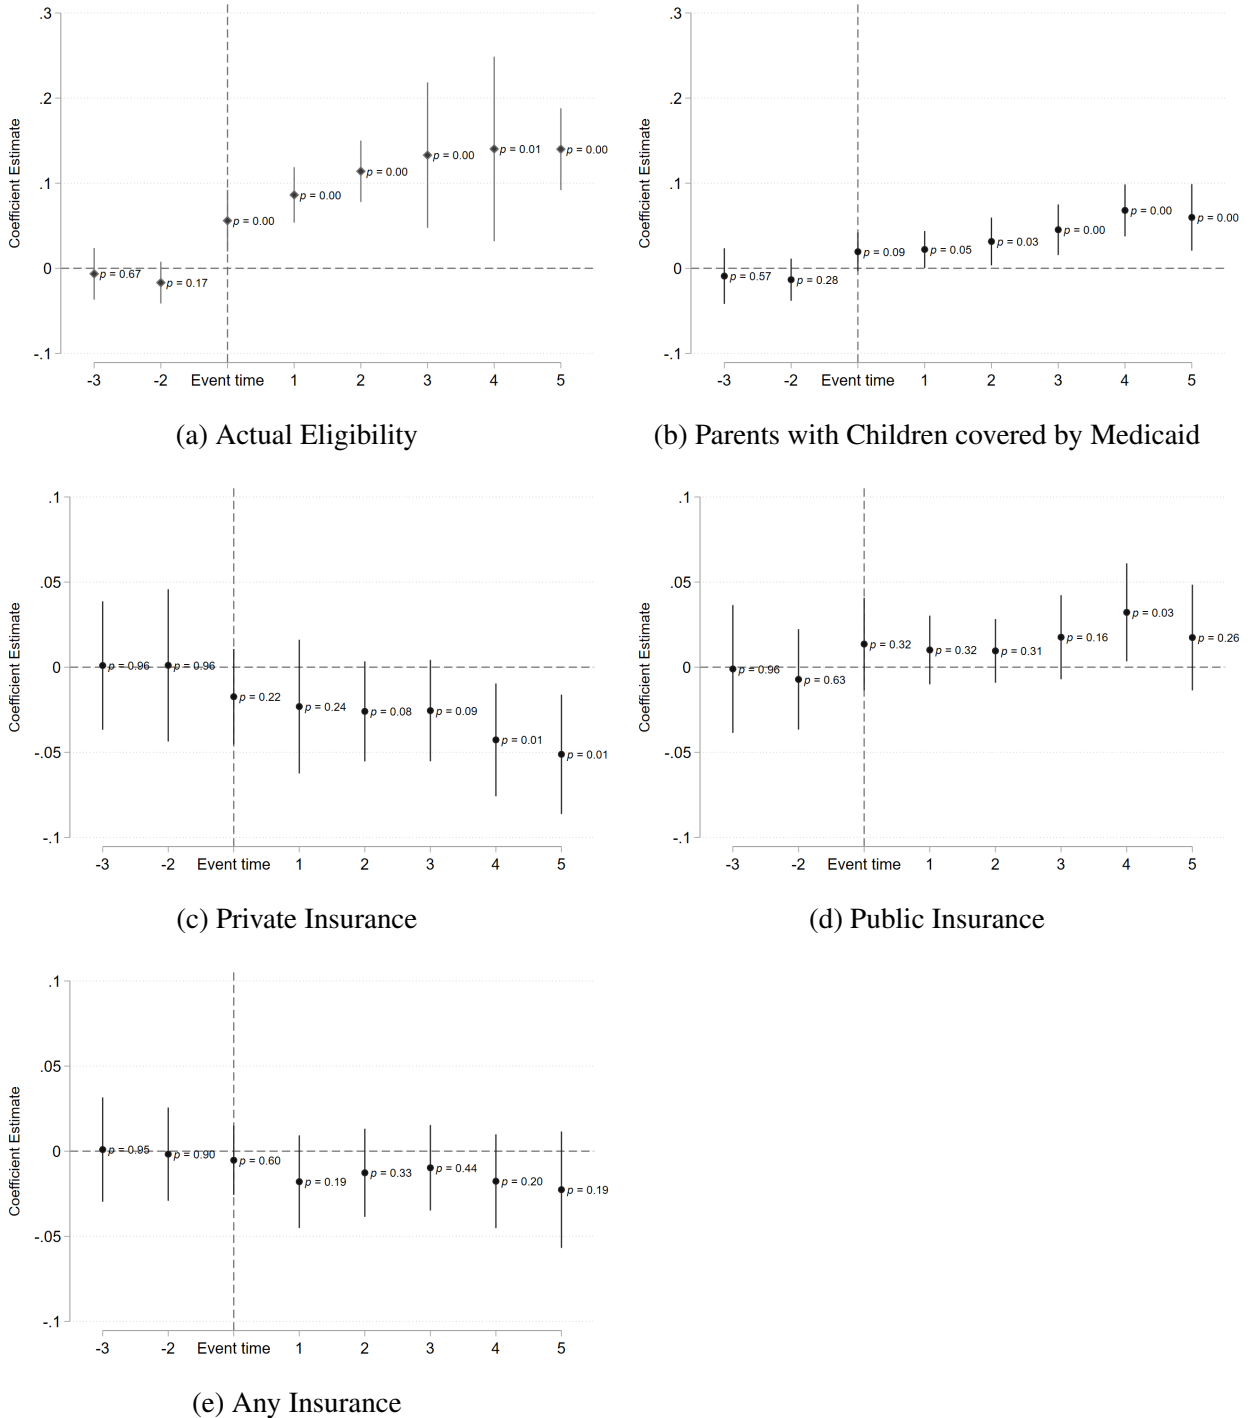 .3
.2
.1
0
-.1
Coefficient Estimate
p = 0.67
p = 0.17
p = 0.00
p = 0.00
p = 0.00
p = 0.00
p = 0.01
p = 0.00
-3 -2 Event time 1 2 3 4 5
(a) Actual Eligibility
.3
.2
.1
0
-.1
Coefficient Estimate
p = 0.57
p = 0.28
p = 0.09
p = 0.05
p = 0.03
p = 0.00
p = 0.00
p = 0.00
-3 -2 Event time 1 2 3 4 5
(b) Parents with Children covered by Medicaid
.1
.05
0
-.05
-.1
Coefficient Estimate
p = 0.96
p = 0.96
p = 0.22
p = 0.24
p = 0.08
p = 0.09
p = 0.01
p = 0.01
-3 -2 Event time 1 2 3 4 5
(c) Private Insurance
.1
.05
0
-.05
-.1
Coefficient Estimate
p = 0.96
p = 0.63
p = 0.32
p = 0.32
p = 0.31
p = 0.16
p = 0.03
p = 0.26
-3 -2 Event time 1 2 3 4 5
(d) Public Insurance
.1
.05
0
-.05
-.1
Coefficient Estimate
p = 0.95
p = 0.90
p = 0.60
p = 0.19
p = 0.33
p = 0.44
p = 0.20
p = 0.19
-3 -2 Event time 1 2 3 4 5
(e) Any Insurance